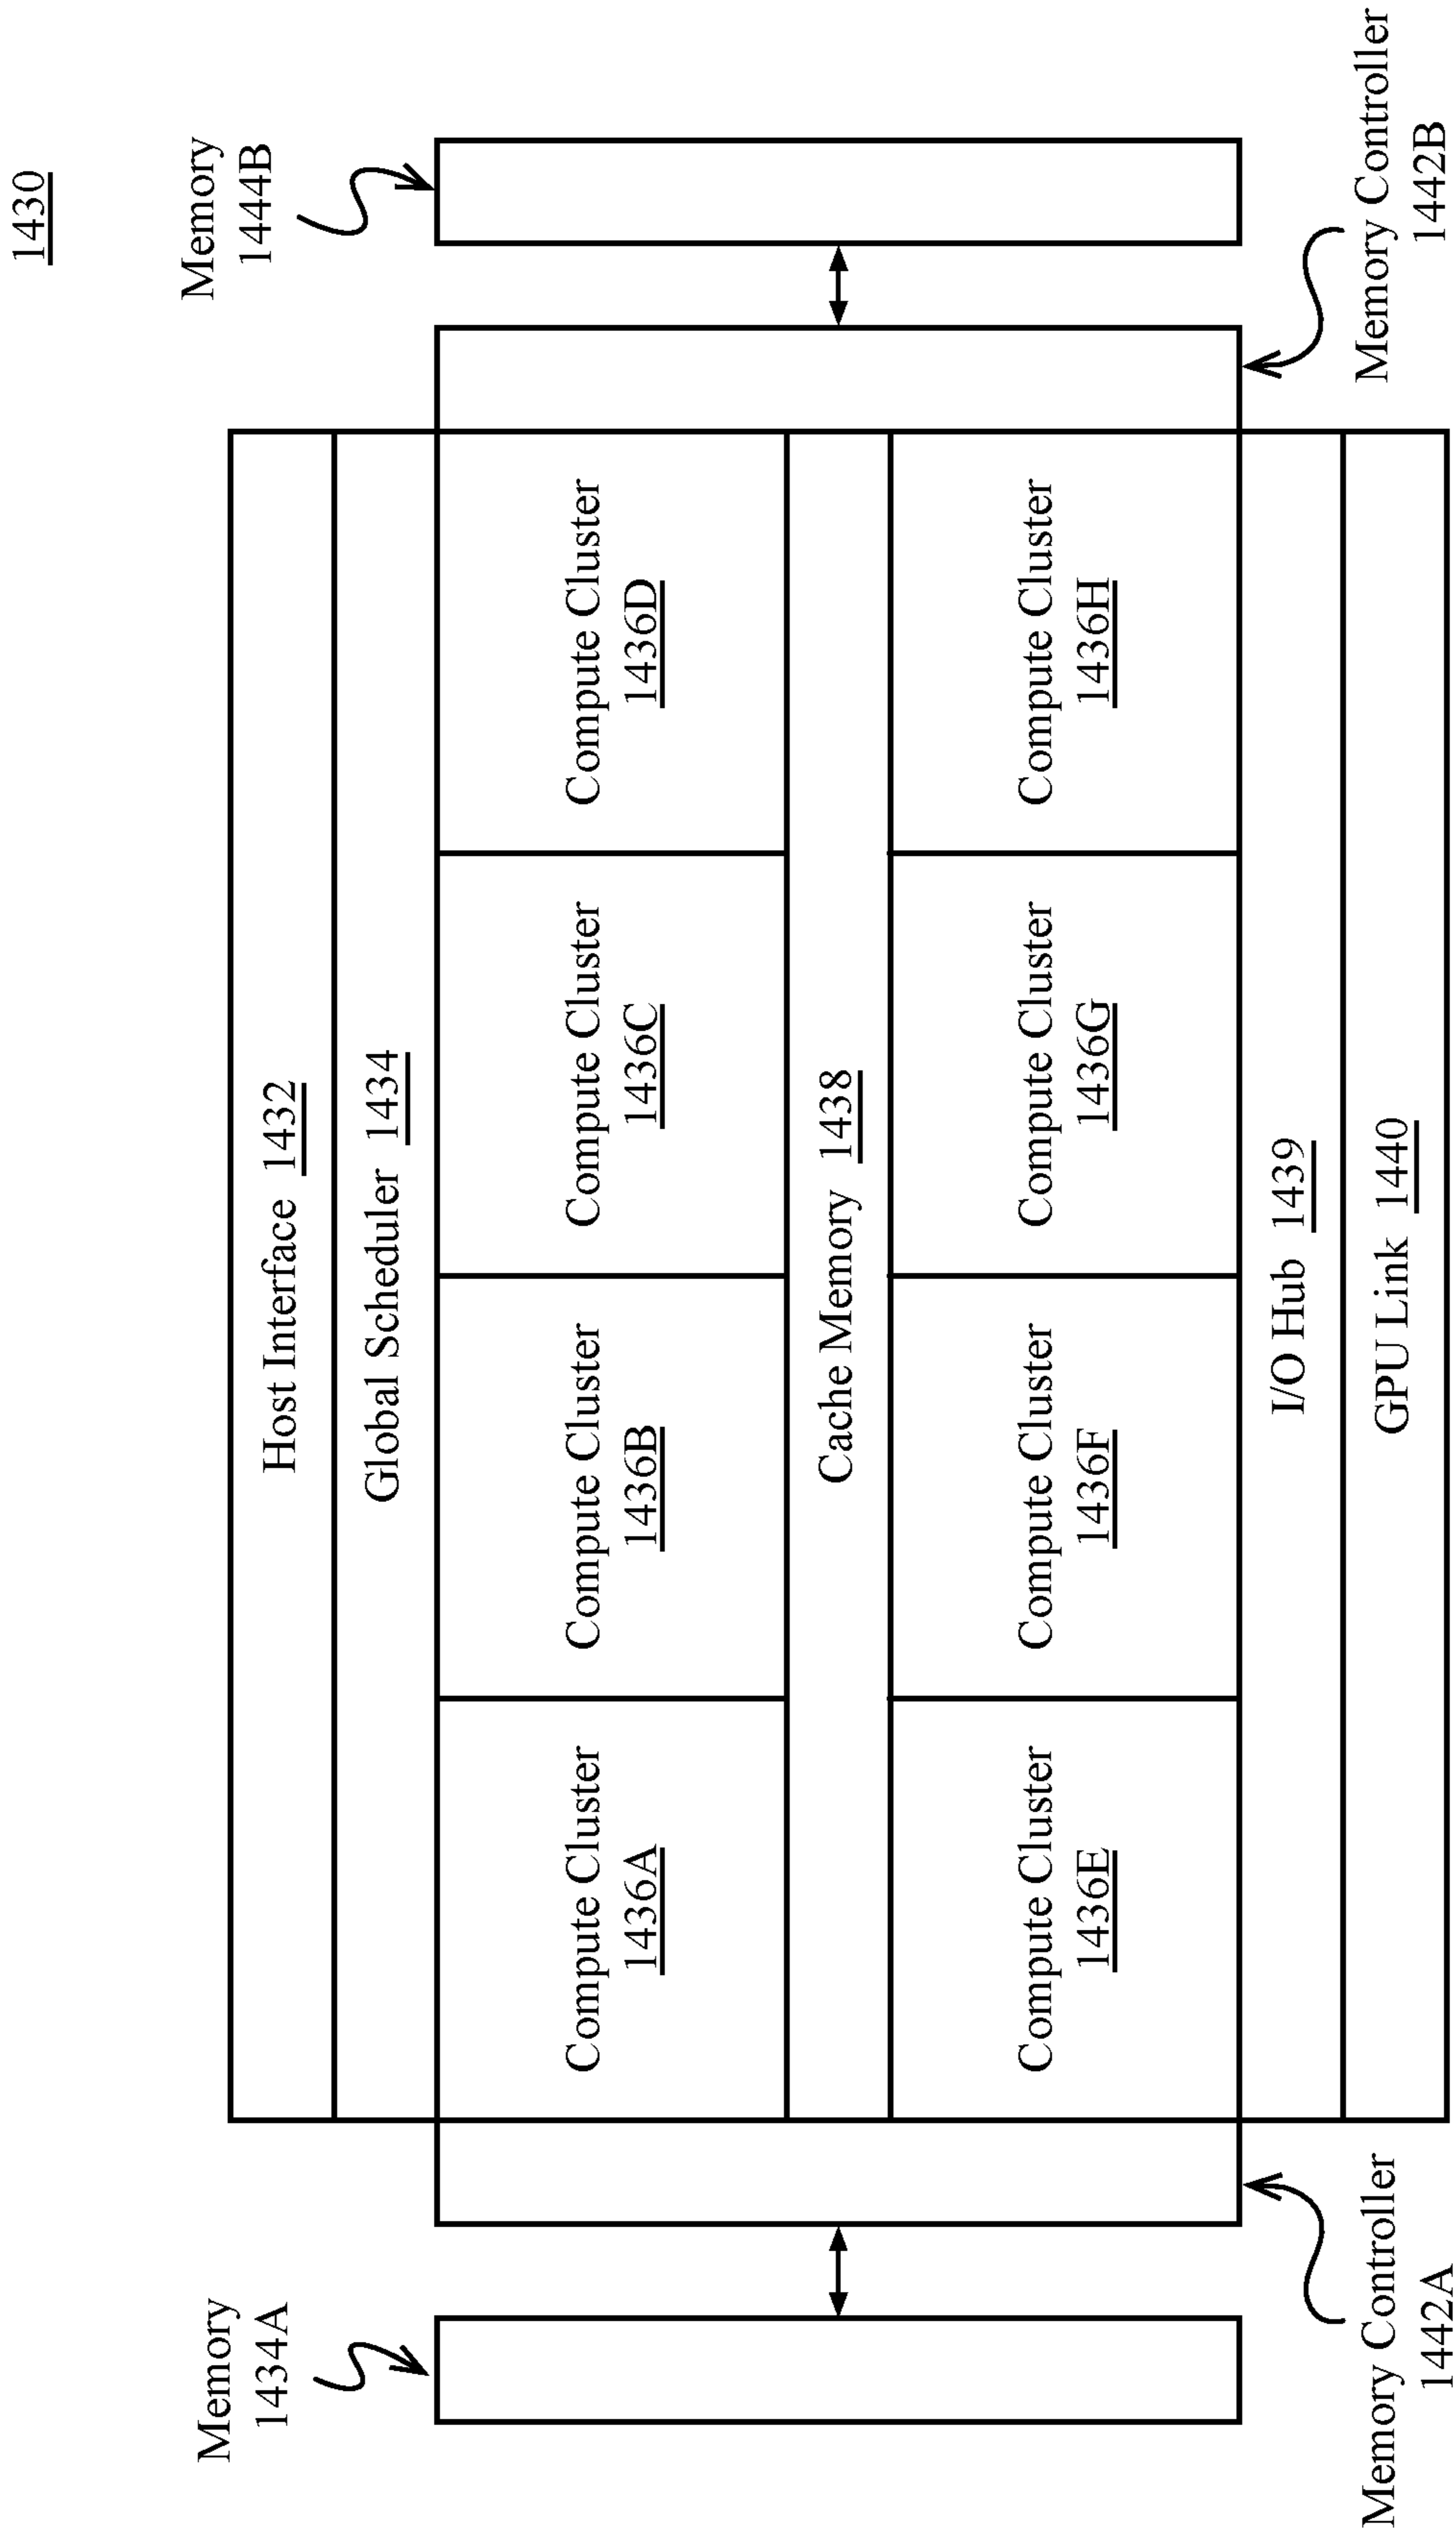 1430
Memory
1434A
Memory
1444B
Host Interface 1432
Global Scheduler 1434
Compute Cluster
1436A
Compute Cluster
1436B
Compute Cluster
1436C
Compute Cluster
1436D
Cache Memory 1438
Compute Cluster
1436E
Compute Cluster
1436F
Compute Cluster
1436G
Compute Cluster
1436H
I/O Hub 1439
GPU Link 1440
Memory Controller
1442A
Memory Controller
1442B